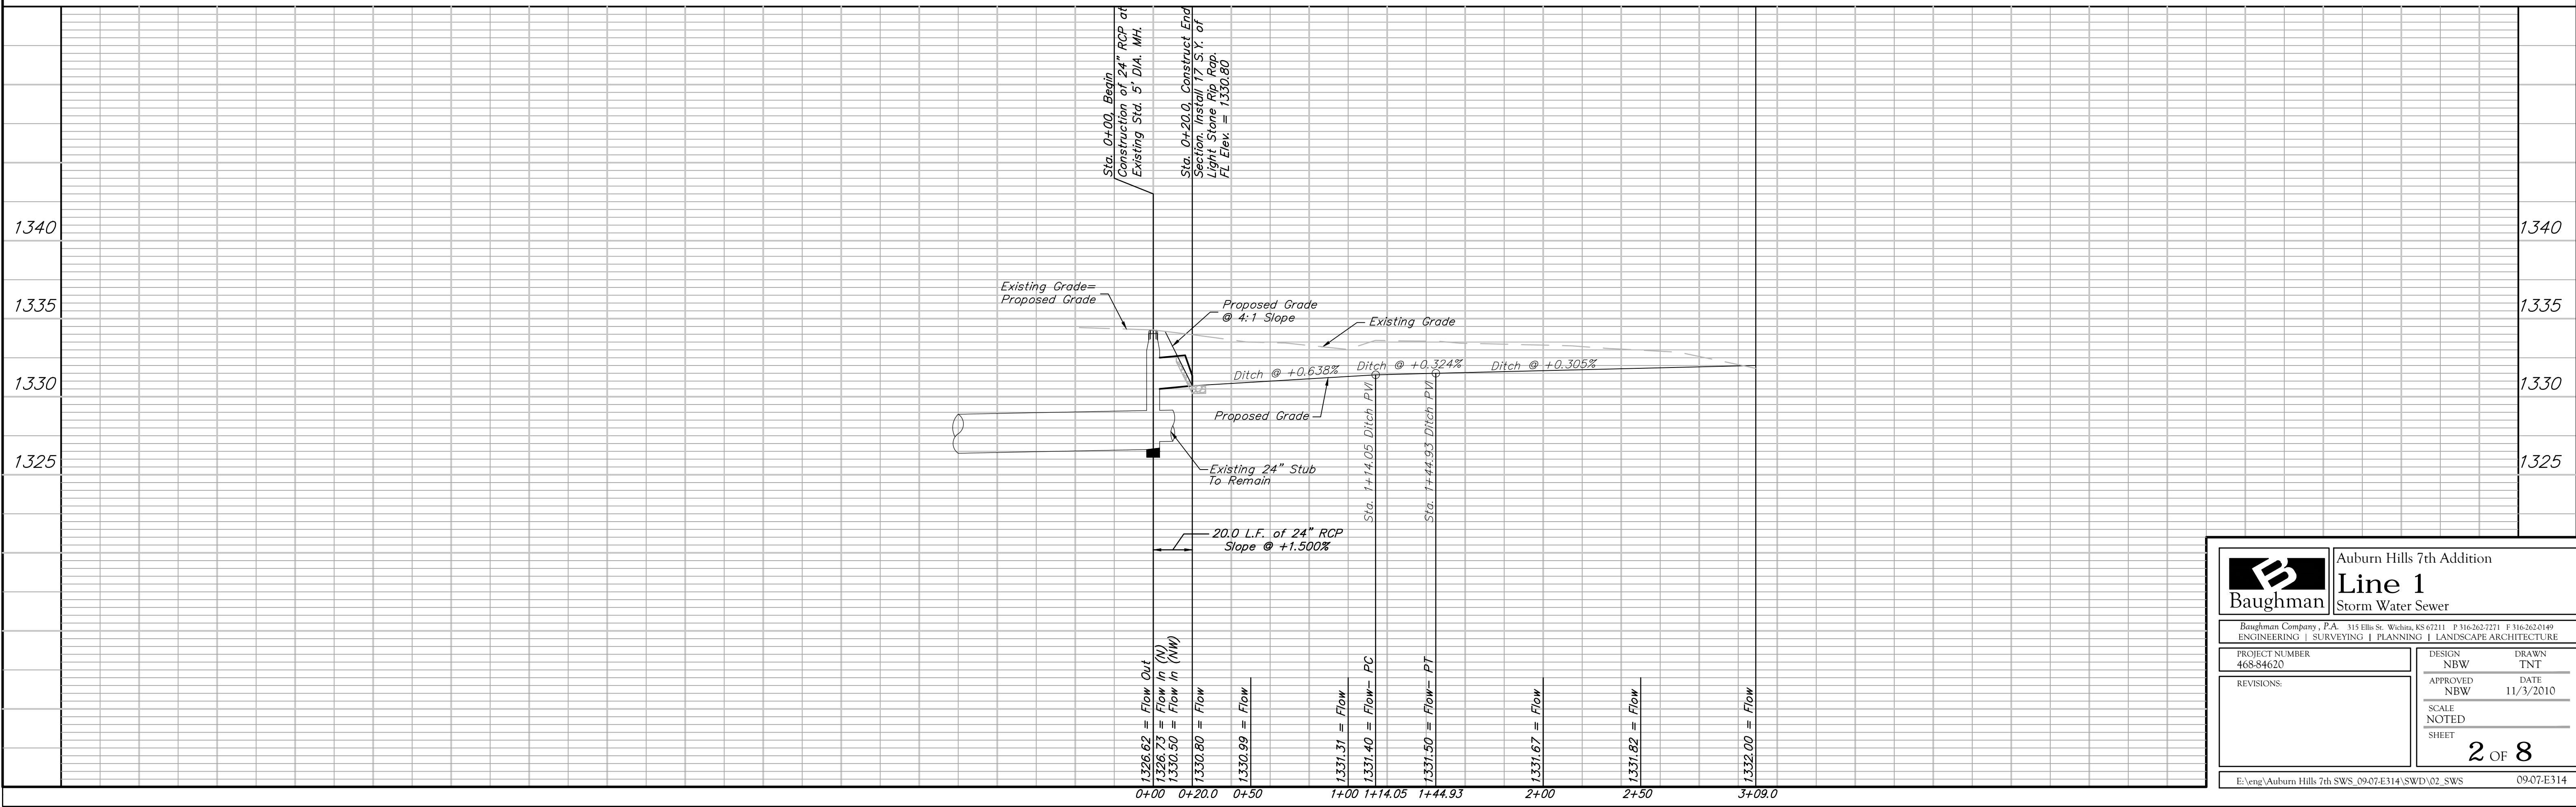 Sta. 0+00, Begin
Construction of 24" RCP at
Existing Std. 5' DIA. MH.
Sta. 0+20.0, Construct End
Section. Install 17 S.Y. of
Light Stone Rip Rap.
FL Elev. = 1330.80
1340
1335
1330
1325
1340
1335
1330
1325
Existing Grade=
Proposed Grade
Proposed Grade
@ 4:1 Slope
Existing Grade
Ditch @ +0.638%
Ditch @ +0.324%
Ditch @ +0.305%
Proposed Grade
Sta. 1+14.05 Ditch PVI
Sta. 1+44.93 Ditch PVI
Existing 24" Stub
To Remain
20.0 L.F. of 24" RCP
Slope @ +1.500%
1326.62 = Flow Out
1326.73 = Flow In (N)
1330.50 = Flow In (NW)
1330.80 = Flow
1330.99 = Flow
1331.31 = Flow
1331.40 = Flow- PC
1331.50 = Flow- PT
1331.67 = Flow
1331.82 = Flow
1332.00 = Flow
0+00 0+20.0 0+50 1+00 1+14.05 1+44.93 2+00 2+50 3+09.0
B
Baughman
Auburn Hills 7th Addition
Line 1
Storm Water Sewer
Baughman Company, P.A. 315 Ellis St. Wichita, KS 67211 P 316-262-7271 F 316-262-0149
ENGINEERING | SURVEYING | PLANNING | LANDSCAPE ARCHITECTURE
PROJECT NUMBER
468-84620
REVISIONS:
DESIGN DRAWN
NBW TNT
APPROVED DATE
NBW 11/3/2010
SCALE
NOTED
SHEET
2 OF 8
E:\eng\Auburn Hills 7th SWS_09-07-E314\SWD\02_SWS 09-07-E314